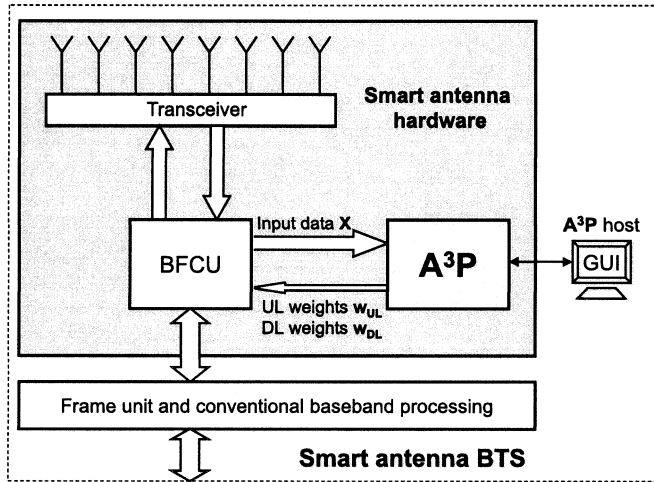 Transceiver
Smart antenna
hardware
Input data X
BFCU
A³P
A³P host
GUI
UL weights w_UL
DL weights w_DL
Frame unit and conventional baseband processing
Smart antenna BTS